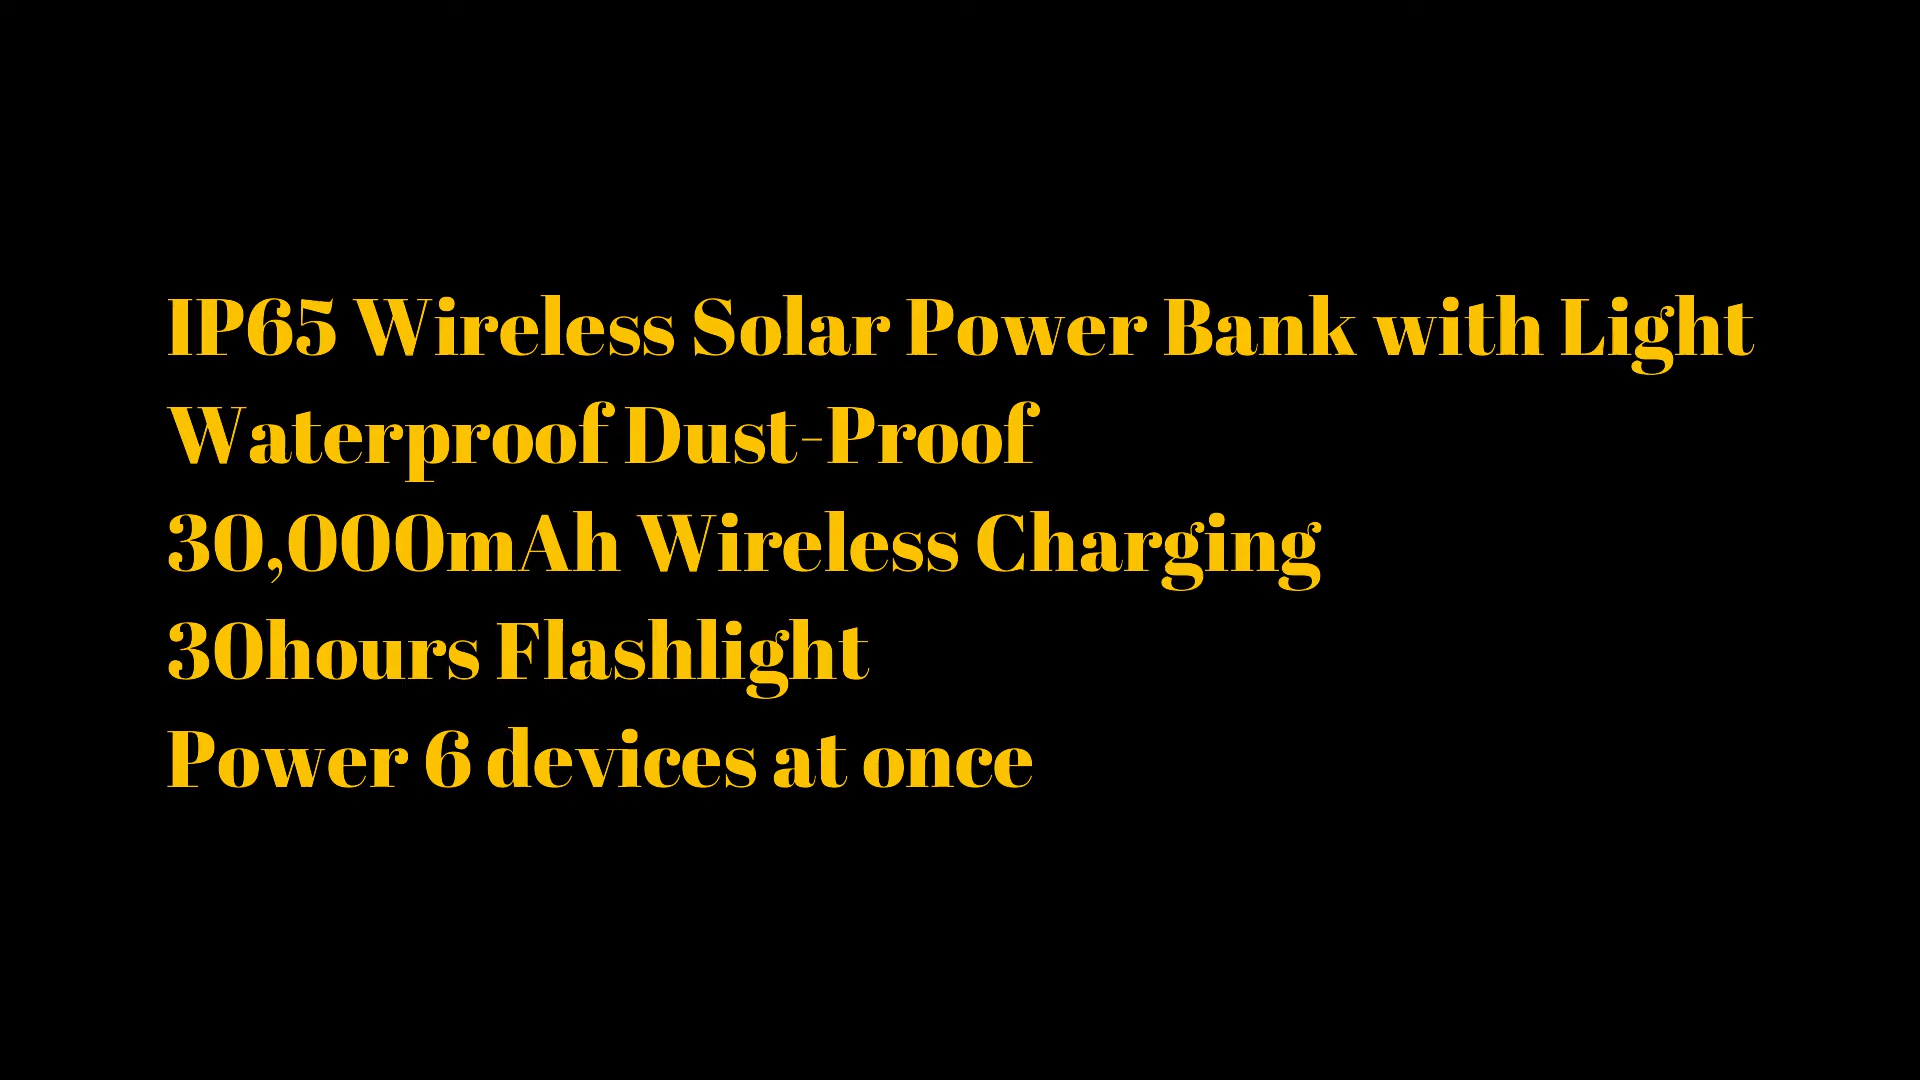 IP65 Wireless Solar Power Bank with Light
Waterproof Dust-Proof
30,000mAh Wireless Charging
30hours Flashlight
Power 6 devices at once